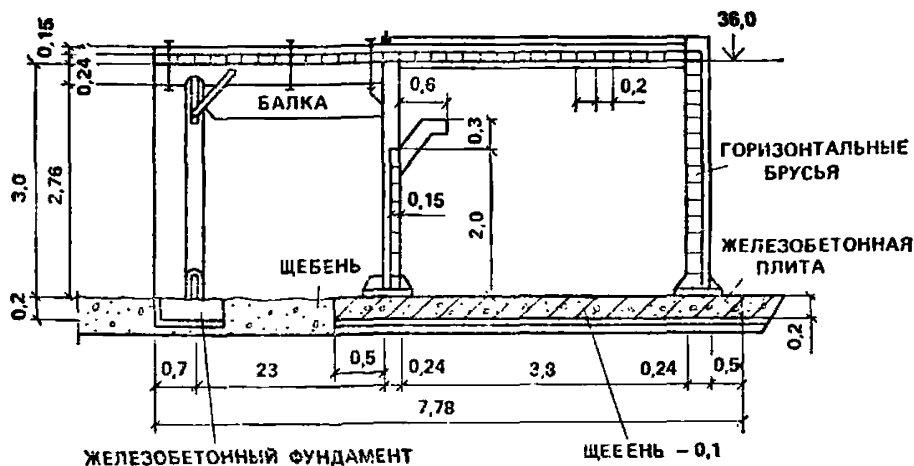 36,0
0,15
0,24
3,0
2,76
0,2
БАЛКА
0,6
0,2
0,3
0,15
2,0
ГОРИЗОНТАЛЬНЫЕ
БРУСЬЯ
ЖЕЛЕЗОБЕТОННАЯ
ПЛИТА
ЩЕБЕНЬ
0,2
0,7
23
0,5
0,24
3,3
0,24
0,5
7,78
ЖЕЛЕЗОБЕТОННЫЙ ФУНДАМЕНТ
ЩЕЕЕНЬ – 0,1